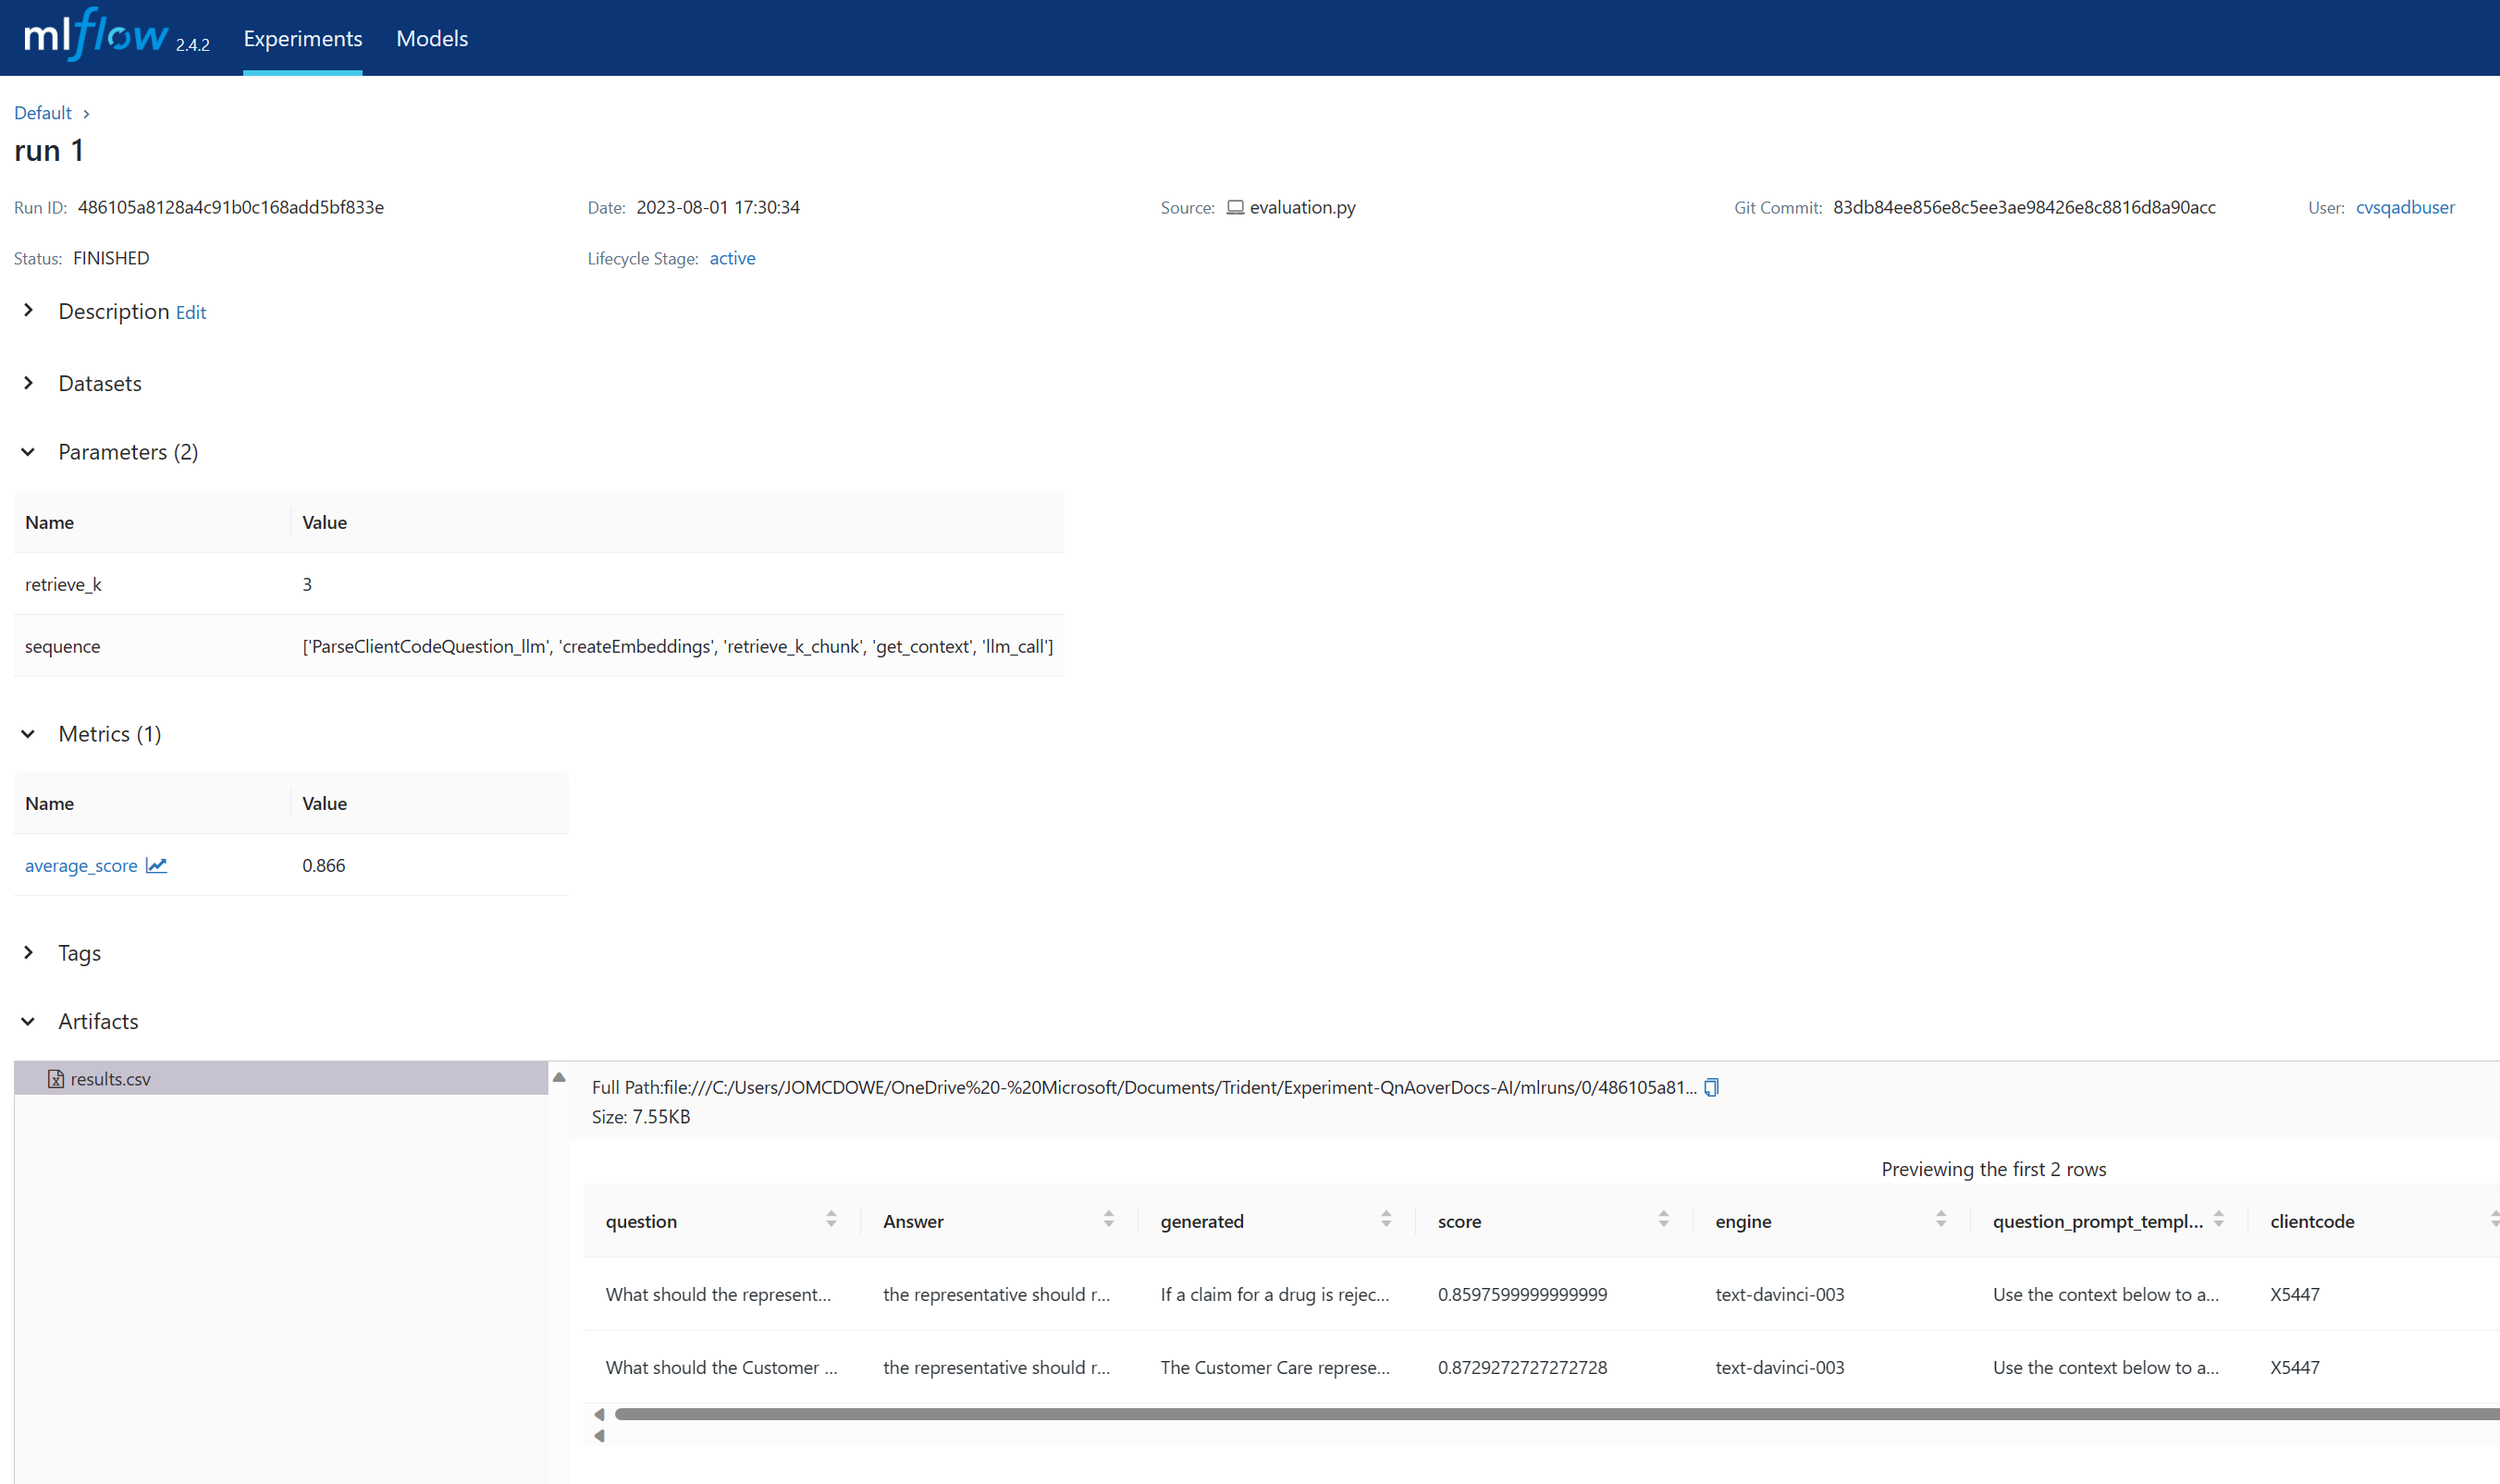 mlflow 2.4.2 Experiments Models
Default
run 1
Run ID: 486105a8128a4c91b0c168add5bf833e Date: 2023-08-01 17:30:34 Source: evaluation.py Git Commit: 83db84ee856e8c5ee3ae98426e8c8816d8a90acc User: cvsqadbuser
Status: FINISHED Lifecycle Stage: active
Description Edit
Datasets
Parameters (2)
Name Value
retrieve_k 3
sequence ['ParseClientCodeQuestion_llm', 'createEmbeddings', 'retrieve_k_chunk', 'get_context', 'llm_call']
Metrics (1)
Name Value
average_score 0.866
Tags
Artifacts
results.csv
Full Path:file:///C:/Users/JOMCDOWE/OneDrive%20-%20Microsoft/Documents/Trident/Experiment-QnAoverDocs-AI/mlruns/0/486105a81...
Size: 7.55KB
Previewing the first 2 rows
question Answer generated score engine question_prompt_templ... clientcode
What should the represent... the representative should r... If a claim for a drug is rejec... 0.8597599999999999 text-davinci-003 Use the context below to a... X5447
What should the Customer ... the representative should r... The Customer Care represe... 0.8729272727272728 text-davinci-003 Use the context below to a... X5447